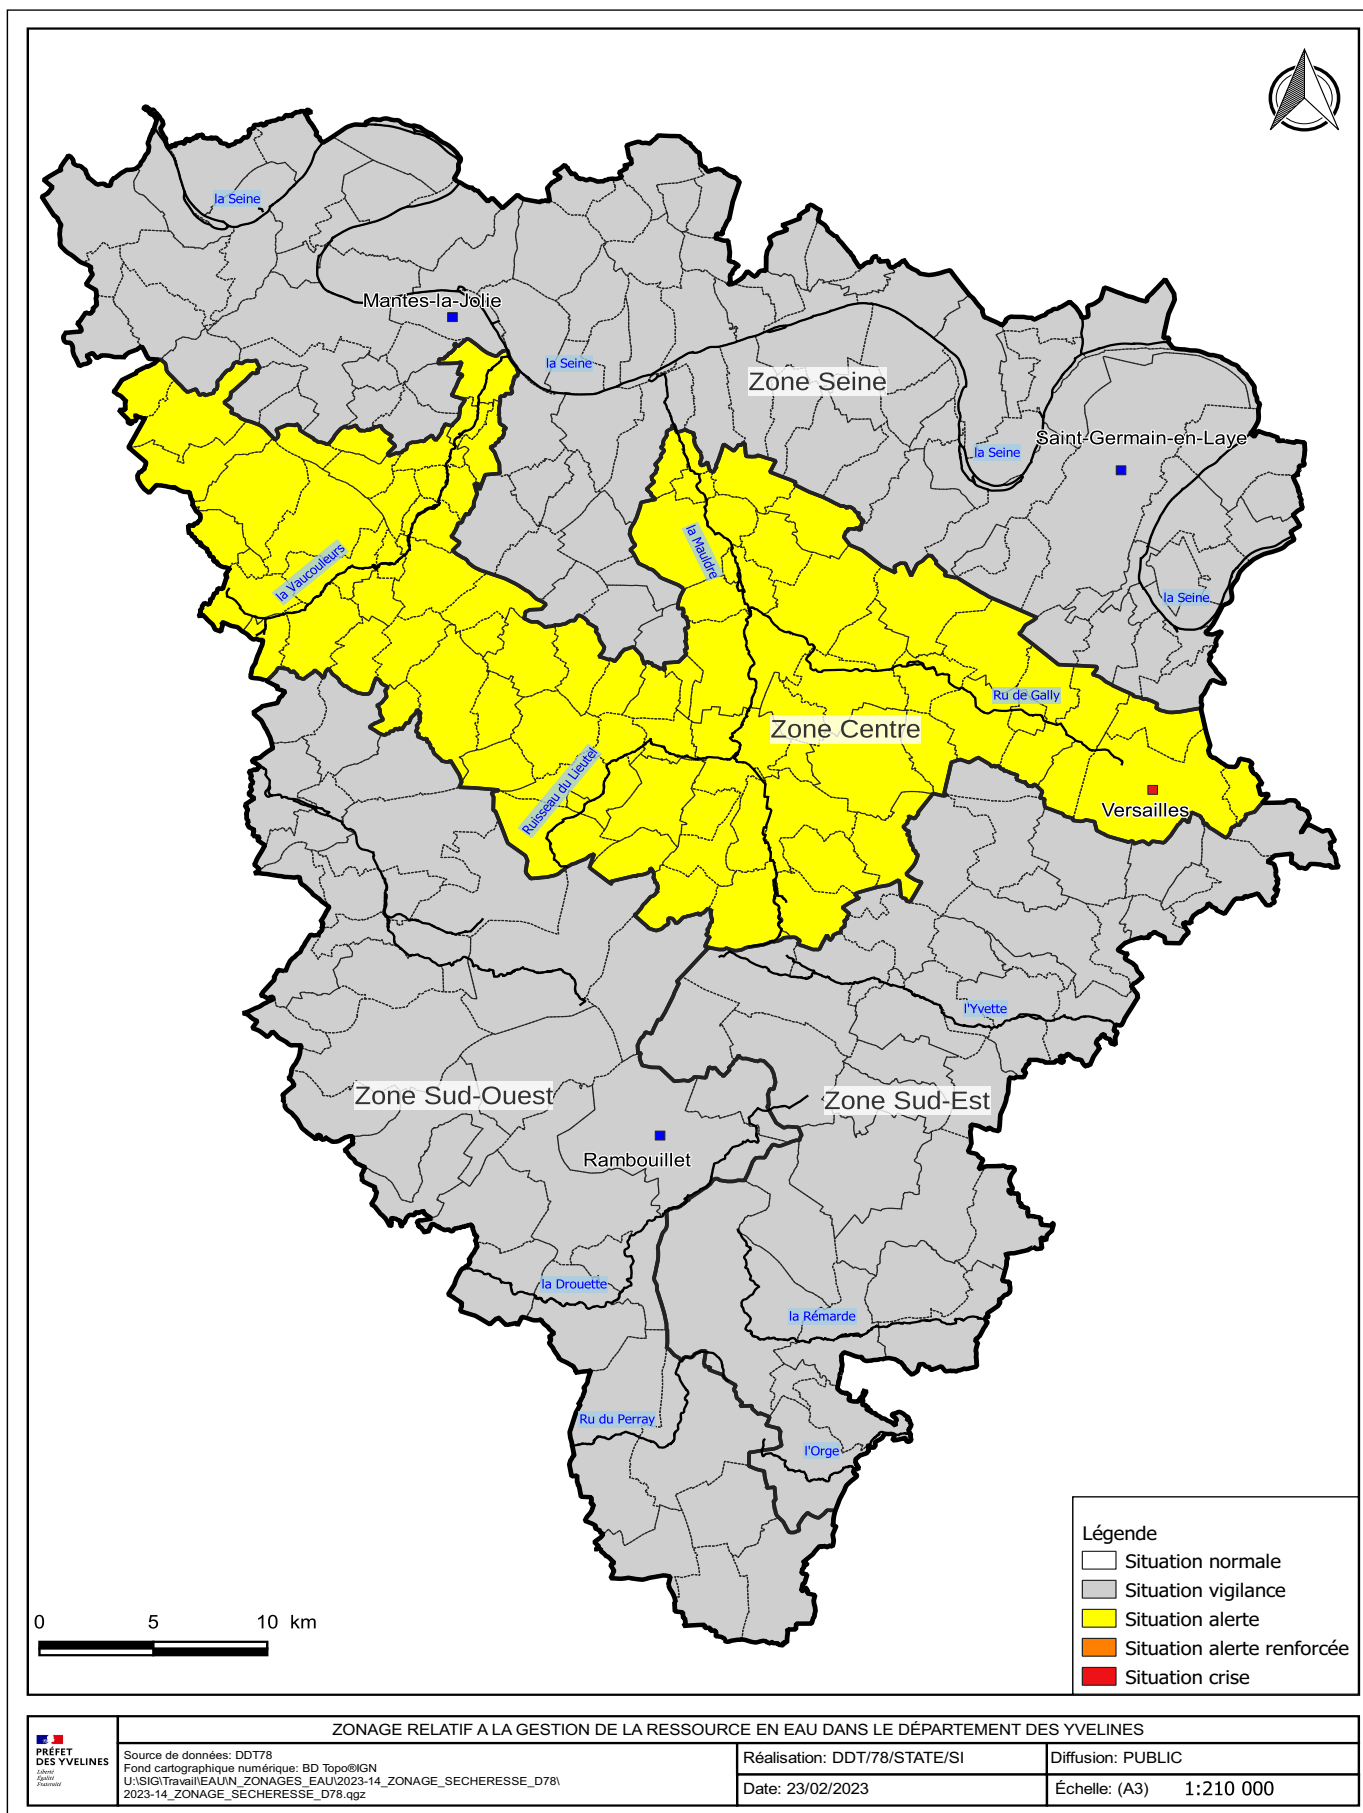 la Seine
Mantes-la-Jolie
la Seine
Zone Seine
Saint-Germain-en-Laye
la Seine
la Mauldre
la Vaucouleurs
la Seine
Ru de Gally
Zone Centre
Ruisseau du Lieutel
Versailles
l'Yvette
Zone Sud-Ouest
Zone Sud-Est
Rambouillet
la Drouette
la Rémarde
Ru du Perray
l'Orge
Légende
Situation normale
Situation vigilance
Situation alerte
Situation alerte renforcée
Situation crise
0 5 10 km
ZONAGE RELATIF A LA GESTION DE LA RESSOURCE EN EAU DANS LE DÉPARTEMENT DES YVELINES
PRÉFET
DES YVELINES
Liberté
Égalité
Fraternité
Source de données: DDT78
Fond cartographique numérique: BD Topo®IGN
U:\SIG\Travail\EAU\N_ZONAGES_EAU\2023-14_ZONAGE_SECHERESSE_D78\
2023-14_ZONAGE_SECHERESSE_D78.qgz
Réalisation: DDT/78/STATE/SI
Diffusion: PUBLIC
Date: 23/02/2023
Échelle: (A3) 1:210 000